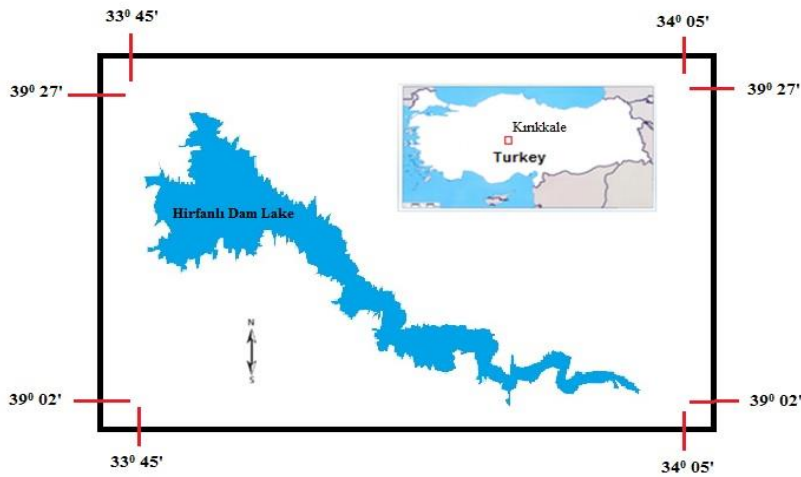 33⁰ 45'
34⁰ 05'
39⁰ 27'
39⁰ 27'
Kırıkkale
Turkey
Hirfanlı Dam Lake
N
S
39⁰ 02'
39⁰ 02'
33⁰ 45'
34⁰ 05'